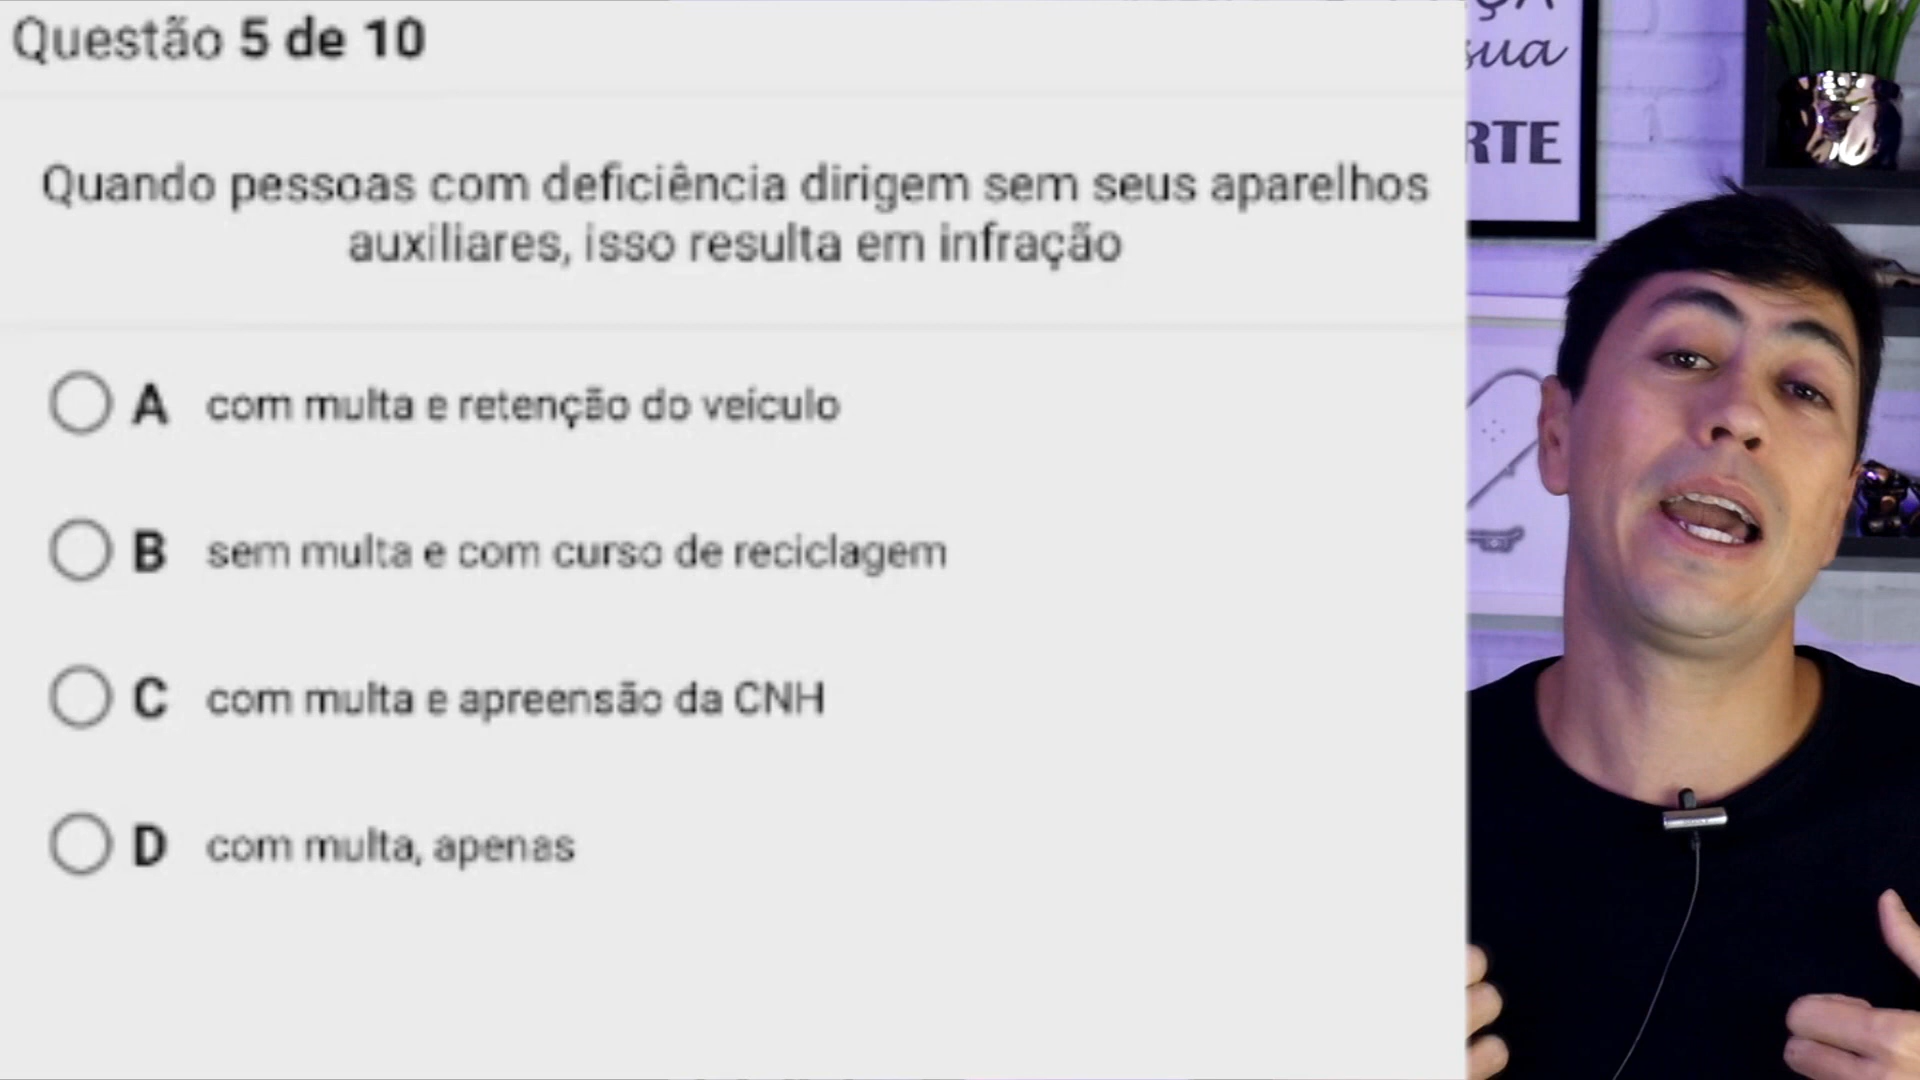 Questão 5 de 10
Quando pessoas com deficiência dirigem sem seus aparelhos
auxiliares, isso resulta em infração
A com multa e retenção do veículo
B sem multa e com curso de reciclagem
C com multa e apreensão da CNH
D com multa, apenas
sua